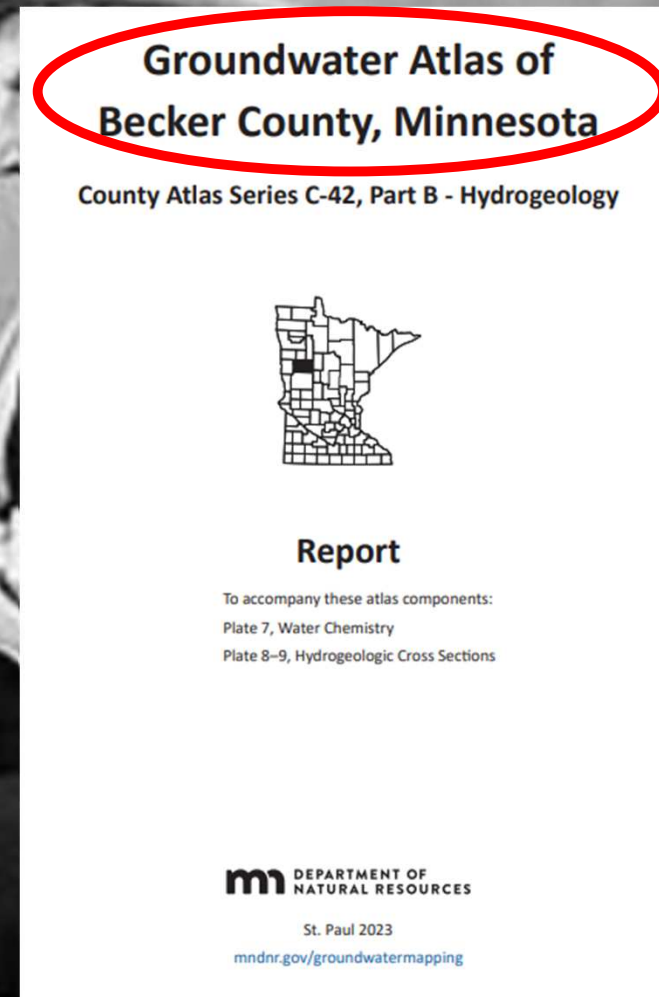 Groundwater Atlas of
Becker County, Minnesota
County Atlas Series C-42, Part B - Hydrogeology
Report
To accompany these atlas components:
Plate 7, Water Chemistry
Plate 8–9, Hydrogeologic Cross Sections
mn DEPARTMENT OF
NATURAL RESOURCES
St. Paul 2023
mndnr.gov/groundwatermapping